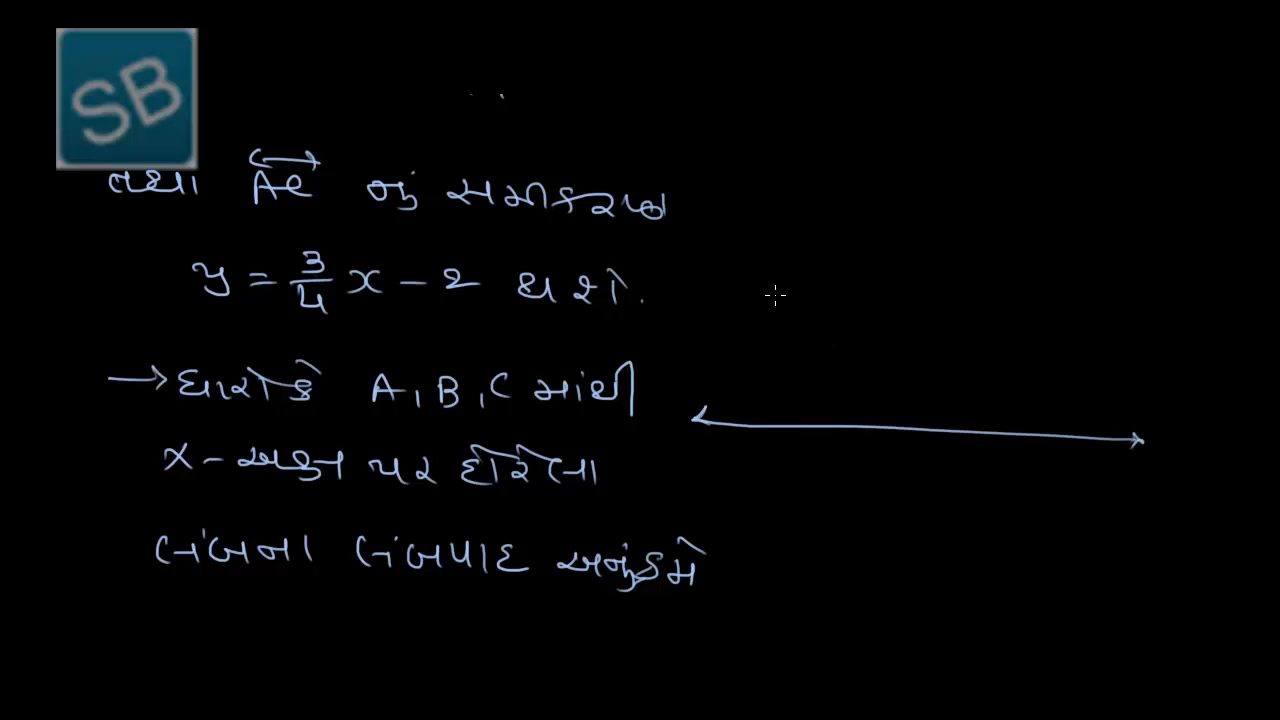 SB
તથા AC નું સમીકરણ
y = 3/4 x - 2 થશે.
→ ધારોકે A, B, C માંથી
x-અક્ષ પર દોરેલા
લંબના લંબપાદ અનુક્રમે